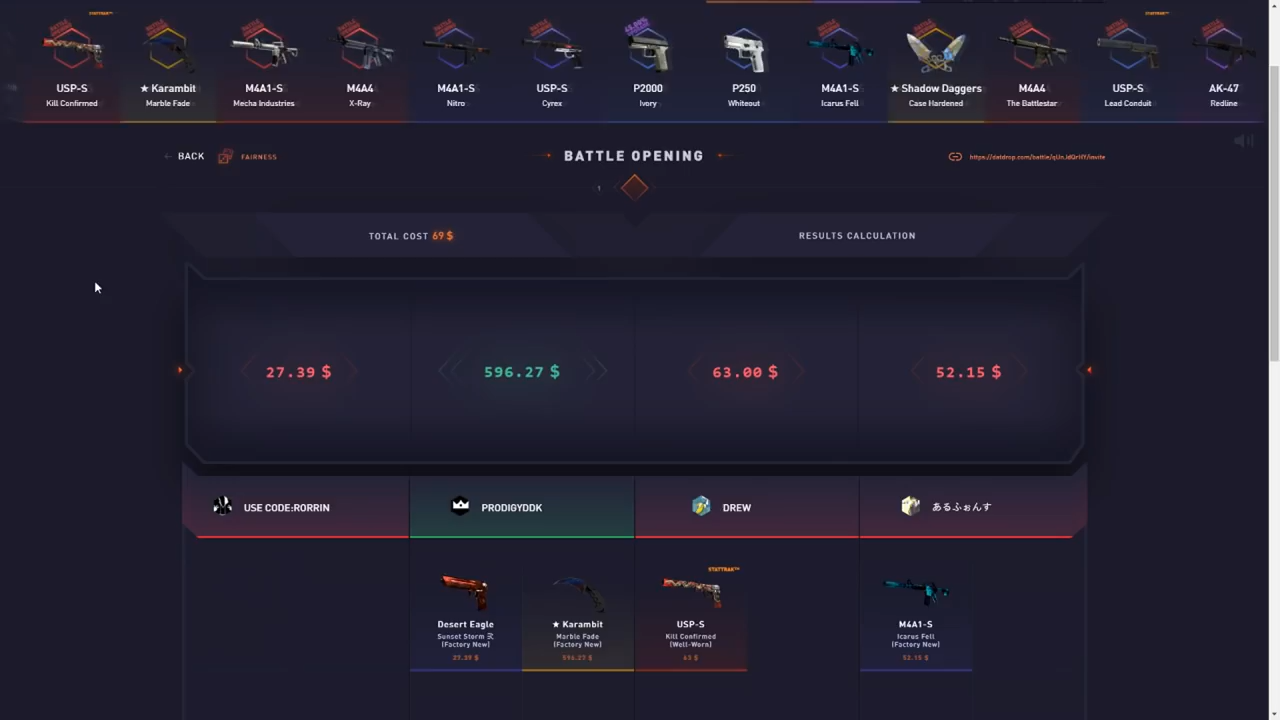 STATTRAK™
STATTRAK™
USP-S
Kill Confirmed
★ Karambit
Marble Fade
M4A1-S
Mecha Industries
M4A4
X-Ray
M4A1-S
Nitro
USP-S
Cyrex
P2000
Ivory
P250
Whiteout
M4A1-S
Icarus Fell
★ Shadow Daggers
Case Hardened
M4A4
The Battlestar
USP-S
Lead Conduit
AK-47
Redline
← BACK
FAIRNESS
BATTLE OPENING
1
TOTAL COST 69 $
RESULTS CALCULATION
27.39 $
596.27 $
63.00 $
52.15 $
USE CODE:RORRIN
PRODIGYDDK
DREW
あるふぉんす
Desert Eagle
Sunset Storm 弐
(Factory New)
27.39 $
★ Karambit
Marble Fade
(Factory New)
596.27 $
STATTRAK™
USP-S
Kill Confirmed
(Well-Worn)
63 $
M4A1-S
Icarus Fell
(Factory New)
52.15 $